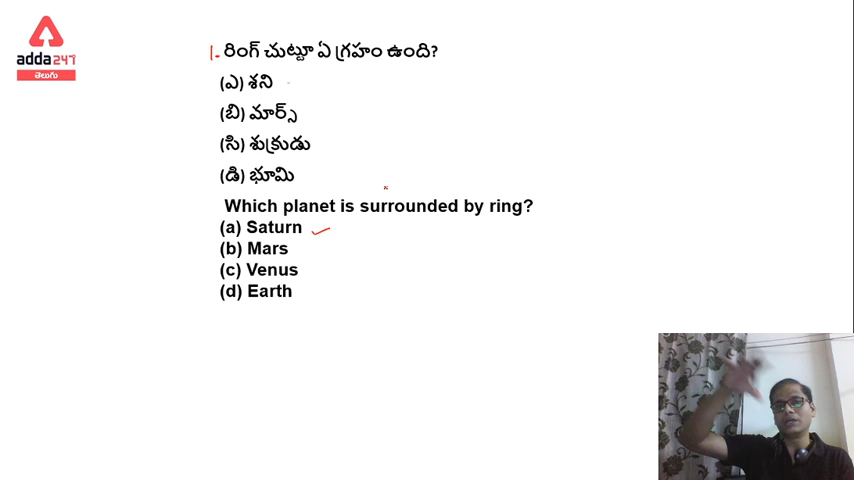 adda247
తెలుగు
1. రింగ్ చుట్టూ ఏ గ్రహం ఉంది?
(ఎ) శని
(బి) మార్స్
(సి) శుక్రుడు
(డి) భూమి
Which planet is surrounded by ring?
(a) Saturn
(b) Mars
(c) Venus
(d) Earth